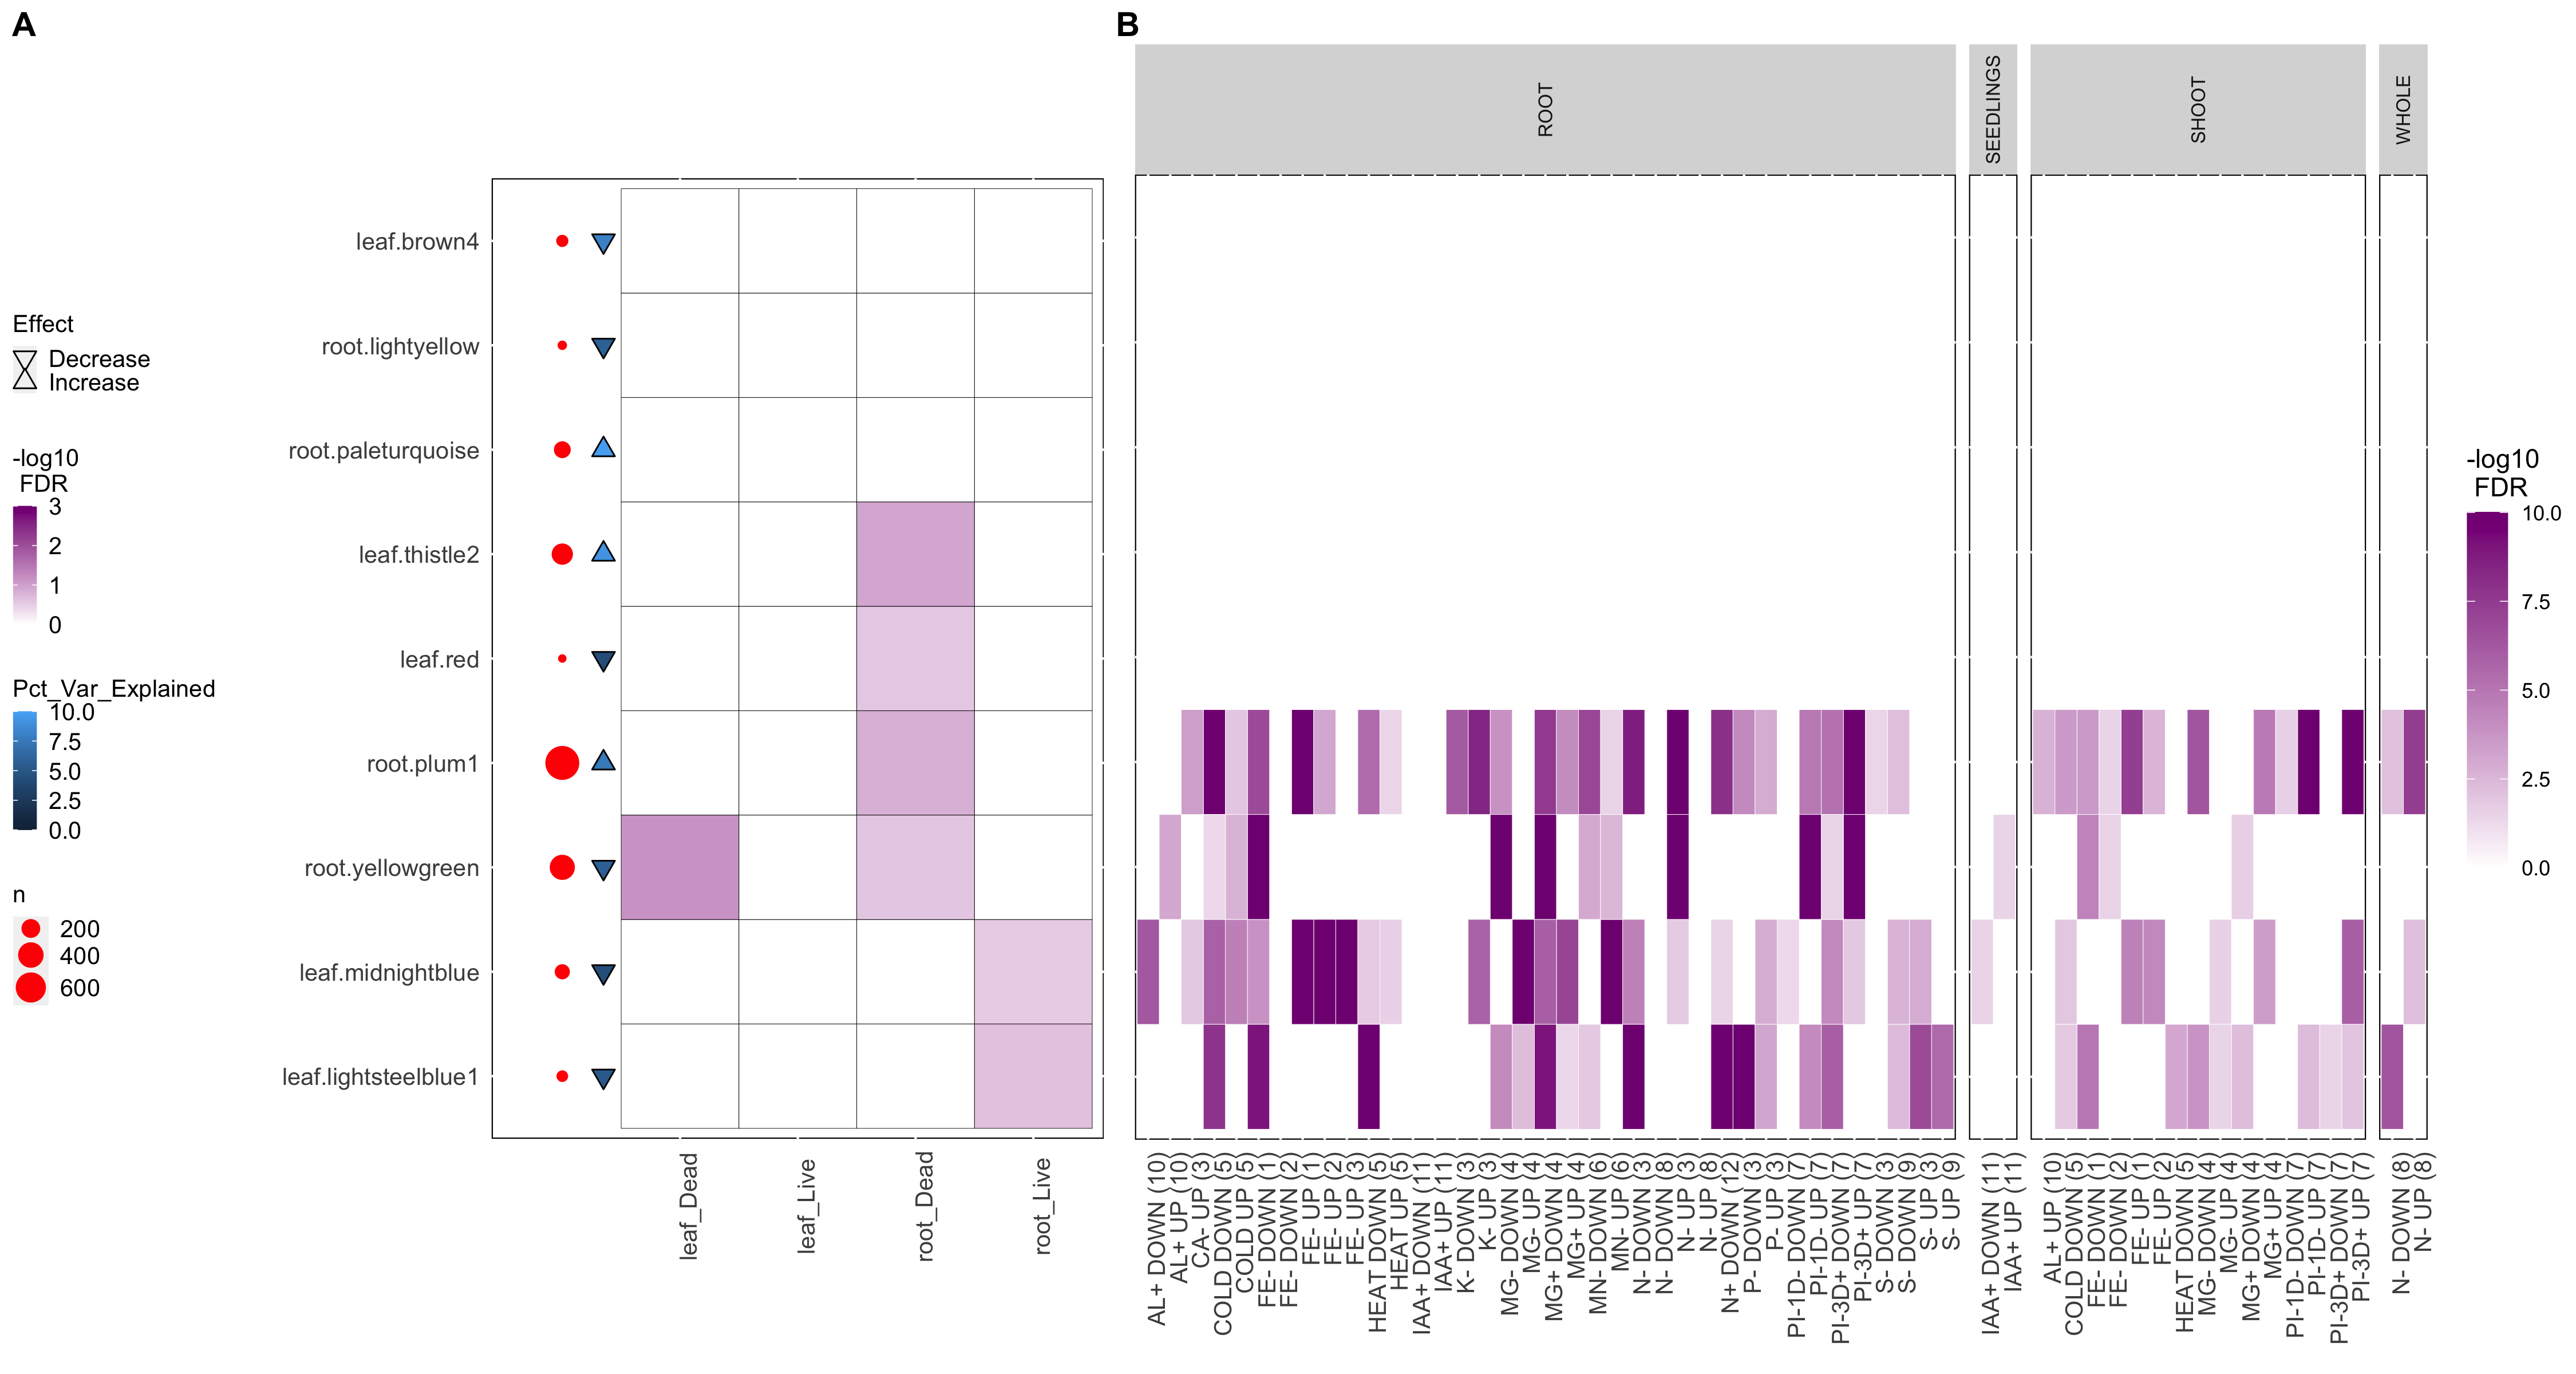 A
B
ROOT
SEEDLINGS
SHOOT
WHOLE
leaf.brown4
root.lightyellow
root.paleturquoise
leaf.thistle2
leaf.red
root.plum1
root.yellowgreen
leaf.midnightblue
leaf.lightsteelblue1
Effect
Decrease
Increase
-log10
FDR
3
2
1
0
Pct_Var_Explained
10.0
7.5
5.0
2.5
0.0
n
200
400
600
leaf_Dead
leaf_Live
root_Dead
root_Live
AL+ DOWN (10)
AL+ UP (10)
CA- UP (3)
COLD DOWN (5)
COLD UP (5)
FE- DOWN (1)
FE- DOWN (2)
FE- UP (1)
FE- UP (2)
FE- UP (3)
HEAT DOWN (5)
HEAT UP (5)
IAA+ DOWN (11)
IAA+ UP (11)
K- DOWN (3)
K- UP (3)
MG- DOWN (4)
MG- UP (4)
MG+ DOWN (4)
MG+ UP (4)
MN- DOWN (6)
MN- UP (6)
N- DOWN (3)
N- DOWN (8)
N- UP (3)
N- UP (8)
N+ DOWN (12)
P- DOWN (3)
P- UP (3)
PI-1D- DOWN (7)
PI-1D- UP (7)
PI-3D+ DOWN (7)
PI-3D+ UP (7)
S- DOWN (3)
S- DOWN (9)
S- UP (3)
S- UP (9)
IAA+ DOWN (11)
IAA+ UP (11)
AL+ UP (10)
COLD DOWN (5)
FE- DOWN (1)
FE- DOWN (2)
FE- UP (1)
FE- UP (2)
HEAT DOWN (5)
MG- DOWN (4)
MG- UP (4)
MG+ DOWN (4)
MG+ UP (4)
PI-1D- DOWN (7)
PI-1D- UP (7)
PI-3D+ DOWN (7)
PI-3D+ UP (7)
N- DOWN (8)
N- UP (8)
-log10
FDR
10.0
7.5
5.0
2.5
0.0